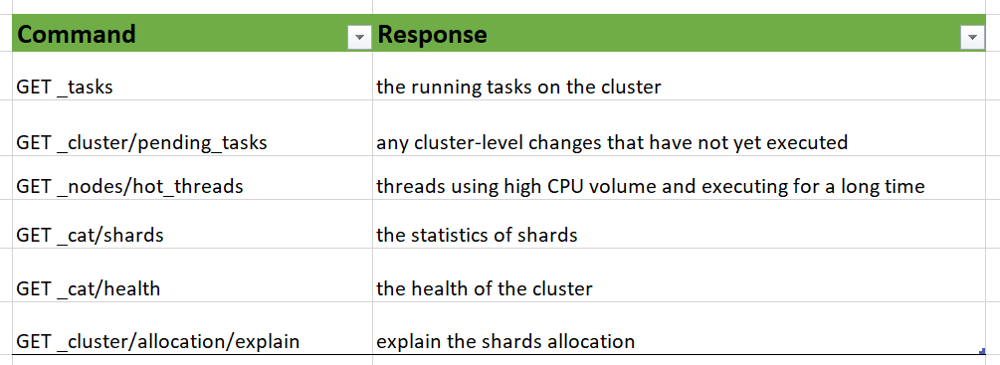 Command Response
GET _tasks the running tasks on the cluster
GET _cluster/pending_tasks any cluster-level changes that have not yet executed
GET _nodes/hot_threads threads using high CPU volume and executing for a long time
GET _cat/shards the statistics of shards
GET _cat/health the health of the cluster
GET _cluster/allocation/explain explain the shards allocation